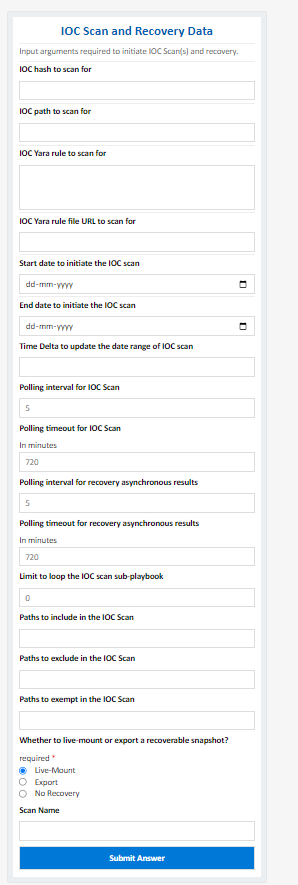 IOC Scan and Recovery Data
Input arguments required to initiate IOC Scan(s) and recovery.
IOC hash to scan for
IOC path to scan for
IOC Yara rule to scan for
IOC Yara rule file URL to scan for
Start date to initiate the IOC scan
dd-mm-yyyy
End date to initiate the IOC scan
dd-mm-yyyy
Time Delta to update the date range of IOC scan
Polling interval for IOC Scan
5
Polling timeout for IOC Scan
In minutes
720
Polling interval for recovery asynchronous results
5
Polling timeout for recovery asynchronous results
In minutes
720
Limit to loop the IOC scan sub-playbook
0
Paths to include in the IOC Scan
Paths to exclude in the IOC Scan
Paths to exempt in the IOC Scan
Whether to live-mount or export a recoverable snapshot?
required *
Live-Mount
Export
No Recovery
Scan Name
Submit Answer